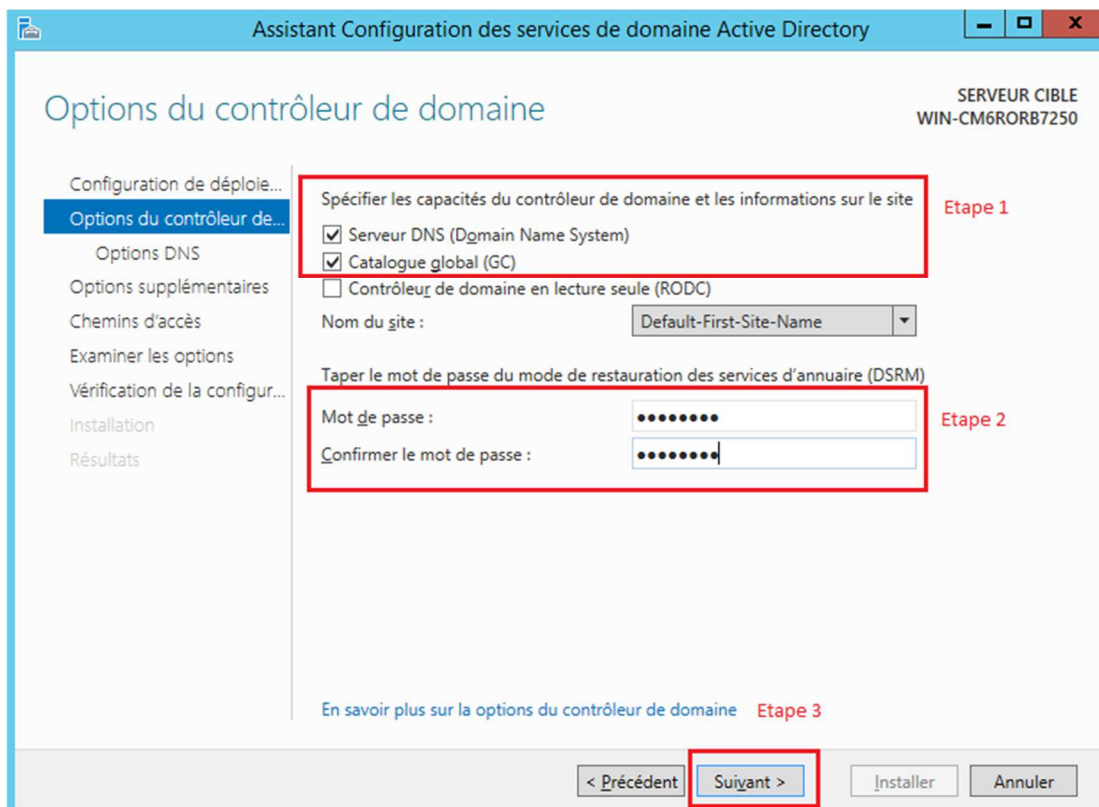 Assistant Configuration des services de domaine Active Directory
Options du contrôleur de domaine
SERVEUR CIBLE
WIN-CM6RORB7250
Configuration de déploie...
Options du contrôleur de...
Options DNS
Options supplémentaires
Chemins d'accès
Examiner les options
Vérification de la configur...
Installation
Résultats
Spécifier les capacités du contrôleur de domaine et les informations sur le site
Etape 1
Serveur DNS (Domain Name System)
Catalogue global (GC)
Contrôleur de domaine en lecture seule (RODC)
Nom du site :
Default-First-Site-Name
Taper le mot de passe du mode de restauration des services d'annuaire (DSRM)
Mot de passe :
••••••••
Etape 2
Confirmer le mot de passe :
••••••••
En savoir plus sur la options du contrôleur de domaine
Etape 3
< Précédent
Suivant >
Installer
Annuler